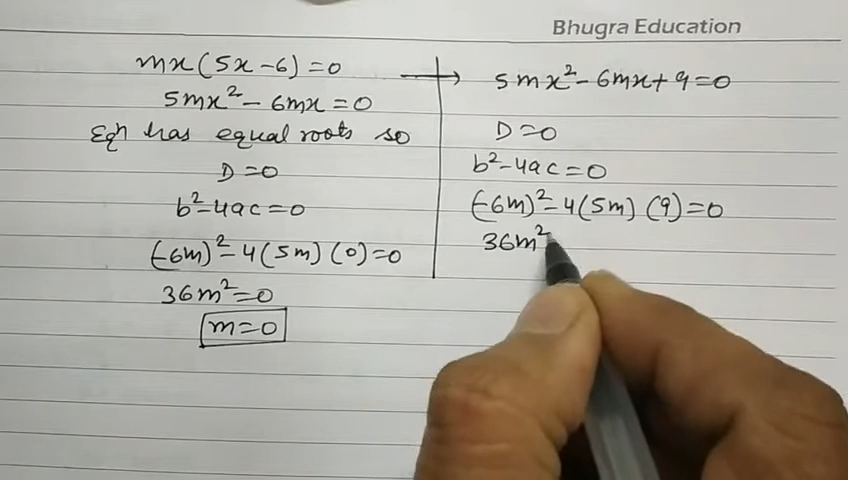 Bhugra Education
mx(5x-6)=0
5mx²-6mx=0
Eqn has equal roots so
D=0
b²-4ac=0
(-6m)²-4(5m)(0)=0
36m²=0
m=0
5mx²-6mx+9=0
D=0
b²-4ac=0
(-6m)²-4(5m)(9)=0
36m²